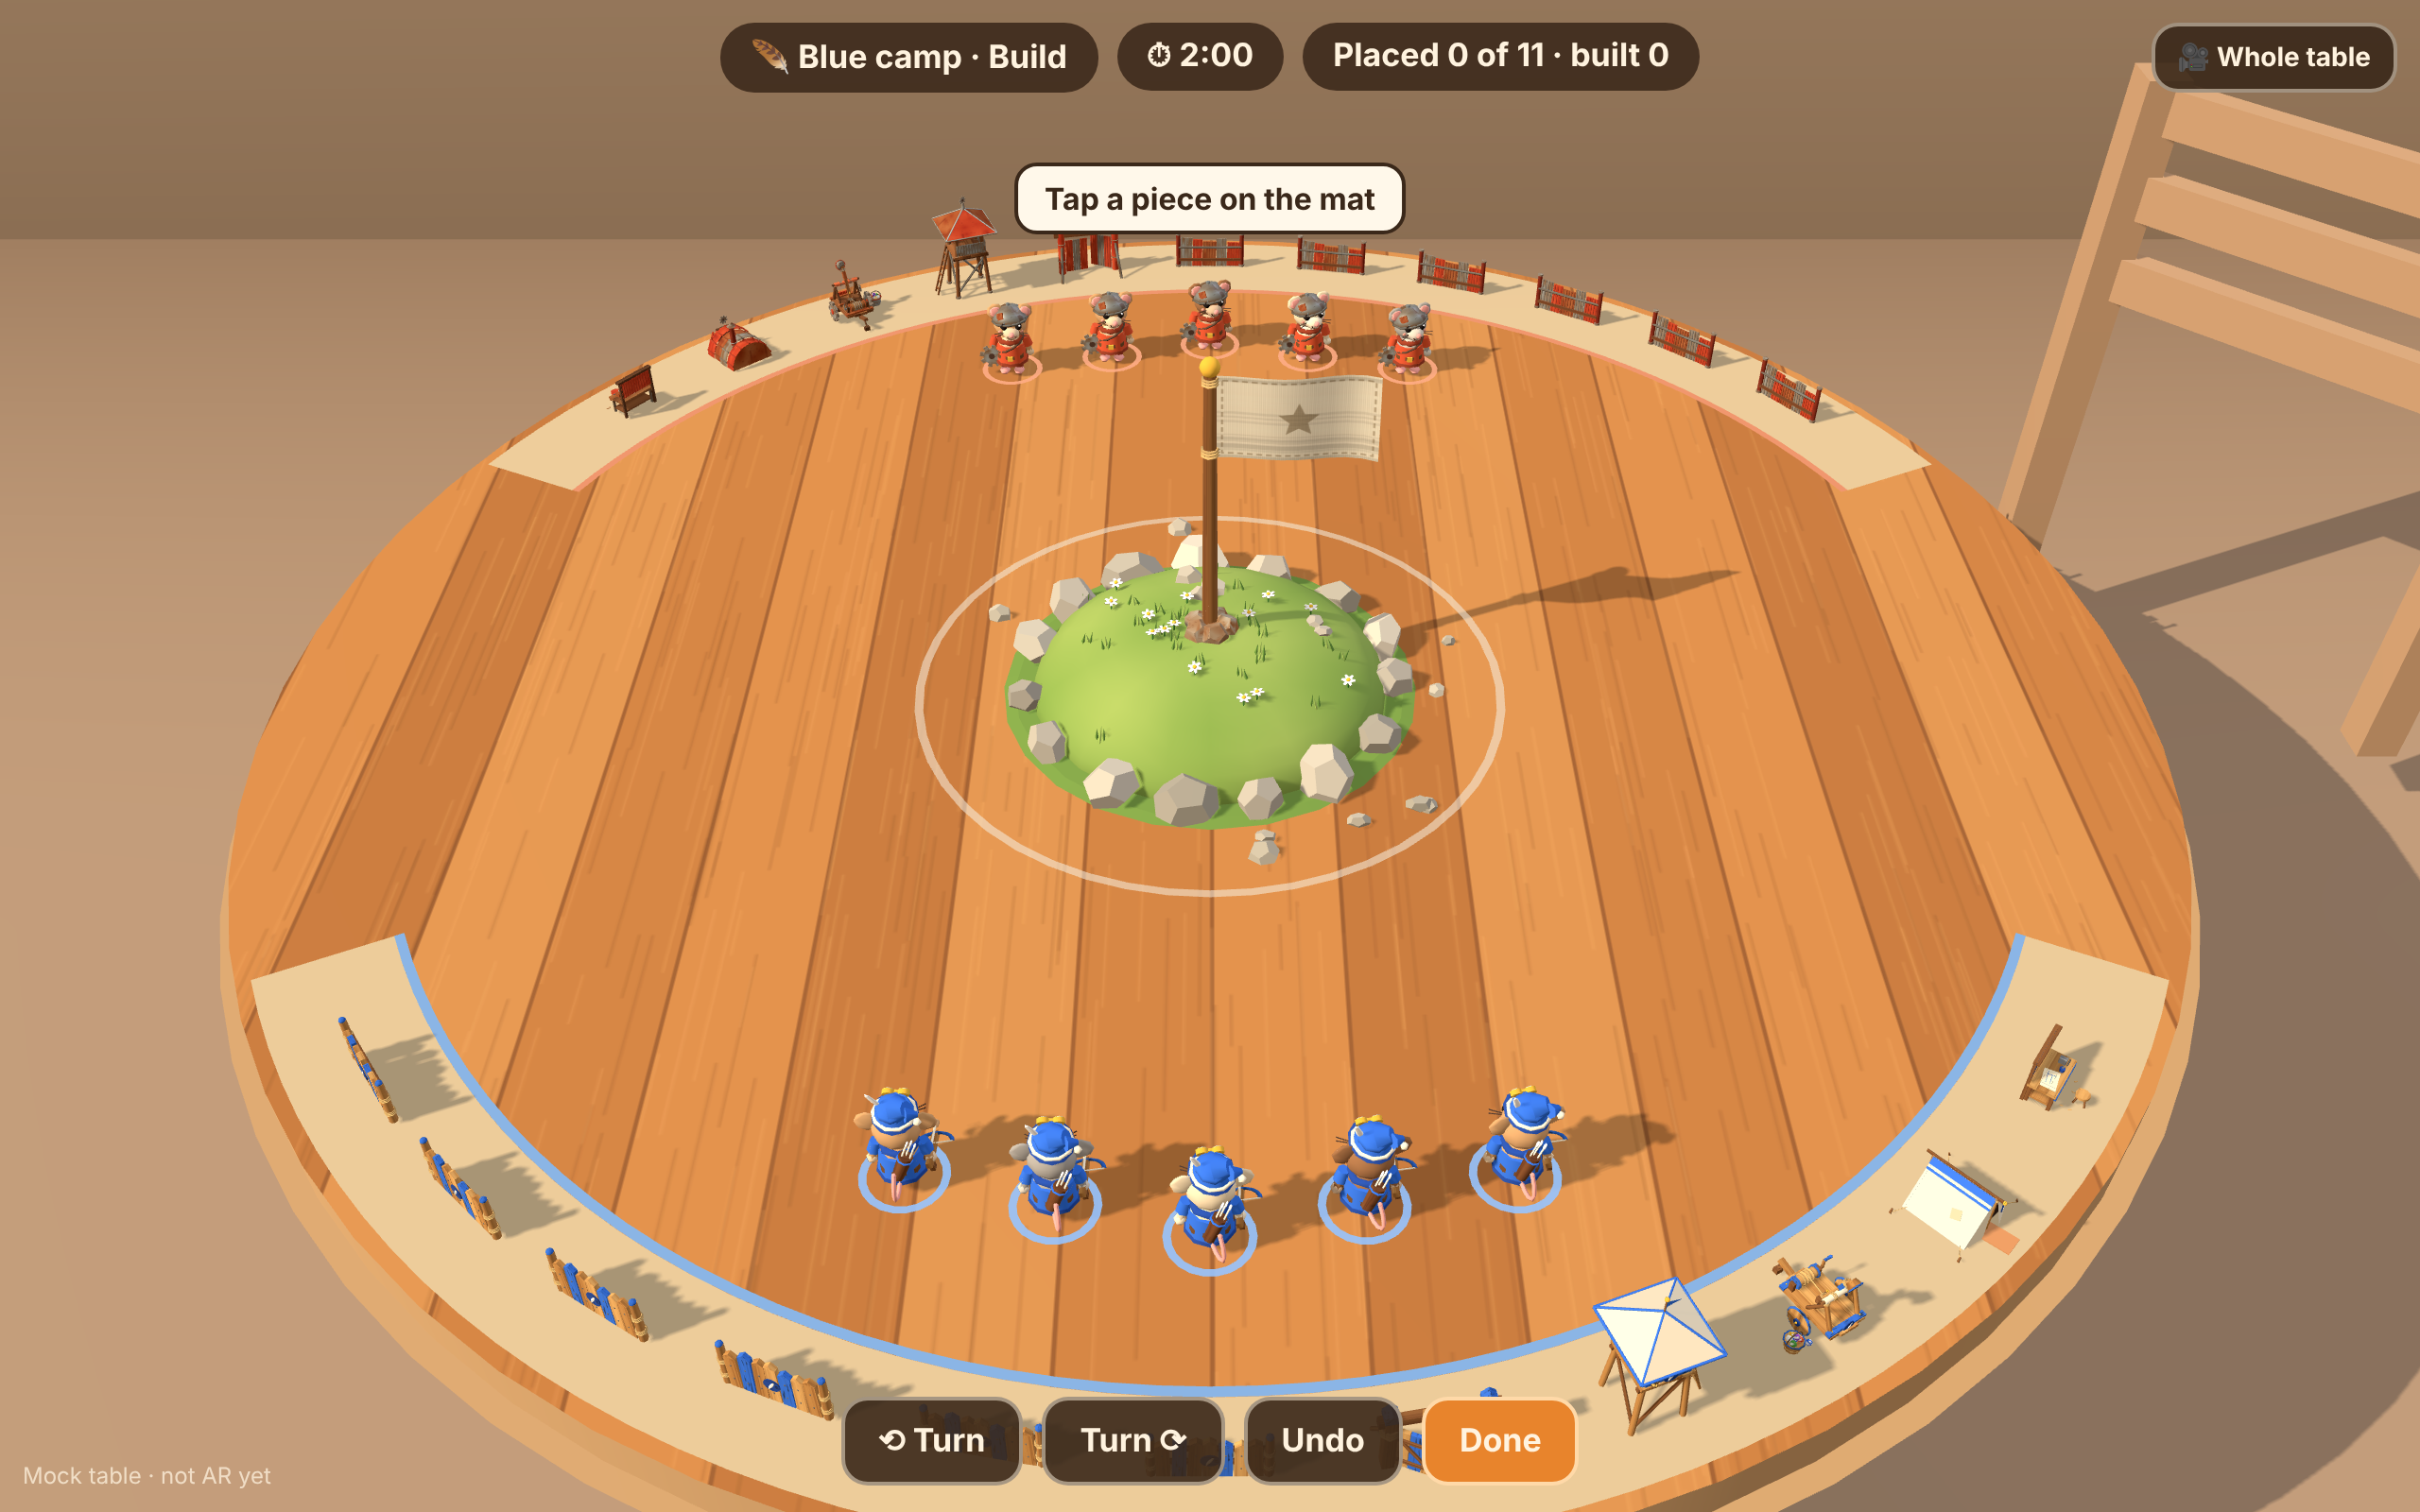 🪶 Blue camp · Build
⏱ 2:00
Placed 0 of 11 · built 0
🎥 Whole table
Tap a piece on the mat
⟲ Turn
Turn ⟳
Undo
Done
Mock table · not AR yet